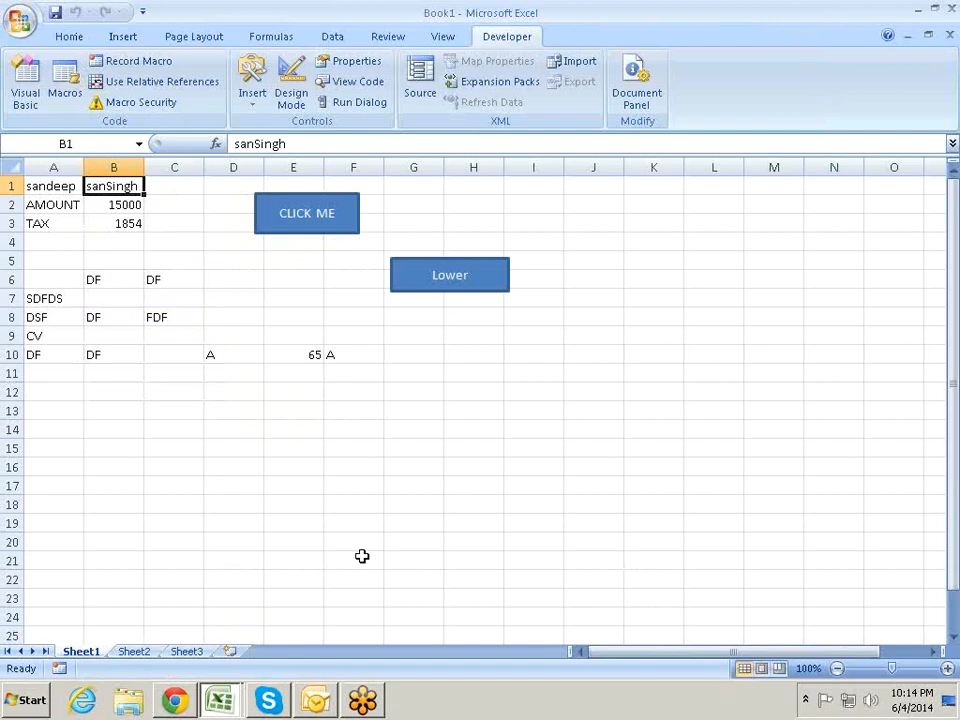 Book1 - Microsoft Excel
Home Insert Page Layout Formulas Data Review View Developer
Visual Basic
Macros
Record Macro
Use Relative References
Macro Security
Code
Insert
Design Mode
Properties
View Code
Run Dialog
Controls
Source
Map Properties
Expansion Packs
Refresh Data
Import
Export
XML
Document Panel
Modify
B1 fx sanSingh
A B C D E F G H I J K L M N O
1 sandeep sanSingh
2 AMOUNT 15000
CLICK ME
3 TAX 1854
4
5
Lower
6 DF DF
7 SDFDS
8 DSF DF FDF
9 CV
10 DF DF A 65 A
11
12
13
14
15
16
17
18
19
20
21
22
23
24
25
Sheet1 Sheet2 Sheet3
Ready 100%
Start 10:14 PM
6/4/2014